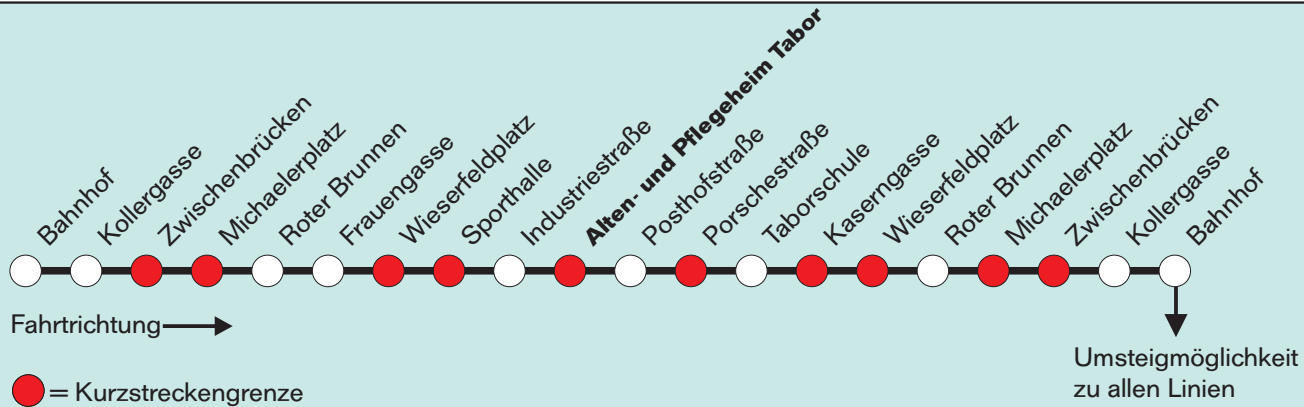 Bahnhof
Kollergasse
Zwischenbrücken
Michaelerplatz
Roter Brunnen
Frauengasse
Wieserfeldplatz
Sporthalle
Industriestraße
Alten- und Pflegeheim Tabor
Posthofstraße
Porschestraße
Taborschule
Kaserngasse
Wieserfeldplatz
Roter Brunnen
Michaelerplatz
Zwischenbrücken
Kollergasse
Bahnhof
Fahrtrichtung
= Kurzstreckengrenze
Umsteigmöglichkeit
zu allen Linien